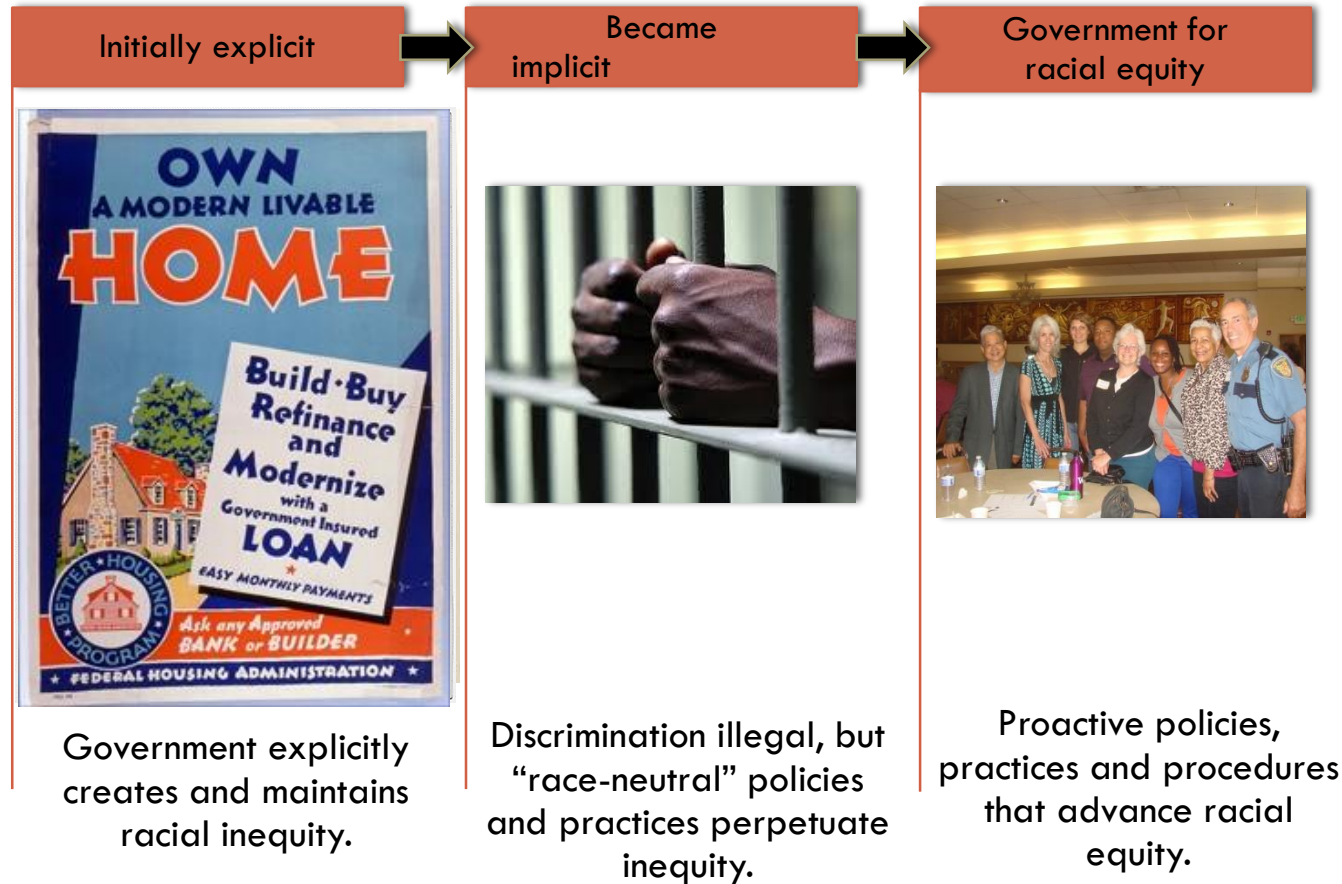 Initially explicit
Became
implicit
Government for
racial equity
OWN
A MODERN LIVABLE
HOME
Build·Buy
Refinance
and
Modernize
with a
Government Insured
LOAN
EASY MONTHLY PAYMENTS
BETTER HOUSING
PROGRAM
Ask any Approved
BANK or BUILDER
★ FEDERAL HOUSING ADMINISTRATION ★
Government explicitly
creates and maintains
racial inequity.
Discrimination illegal, but
“race-neutral” policies
and practices perpetuate
inequity.
Proactive policies,
practices and procedures
that advance racial
equity.